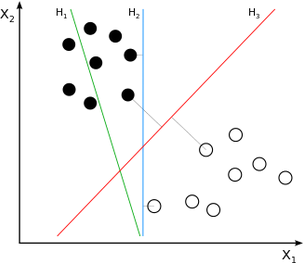 X₂
H₁ H₂ H₃
X₁